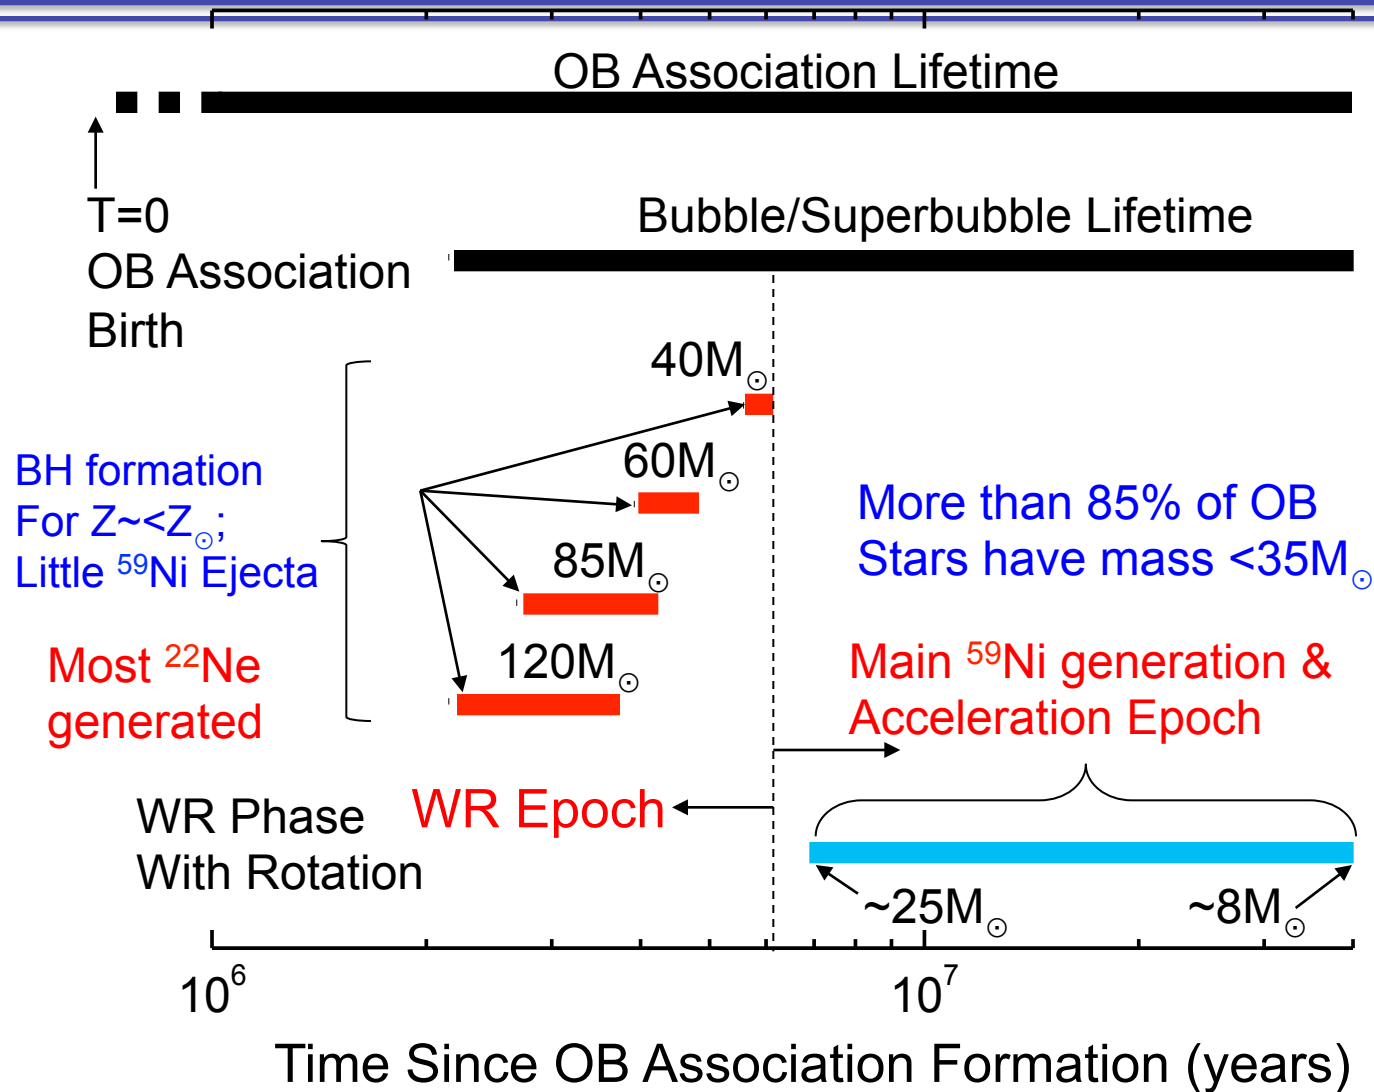 OB Association Lifetime
T=0
OB Association
Birth
Bubble/Superbubble Lifetime
40M☉
60M☉
85M☉
120M☉
BH formation
For Z~<Z☉;
Little ⁵⁹Ni Ejecta
Most ²²Ne
generated
More than 85% of OB
Stars have mass <35M☉
Main ⁵⁹Ni generation &
Acceleration Epoch
WR Epoch
WR Phase
With Rotation
~25M☉
~8M☉
10⁶
10⁷
Time Since OB Association Formation (years)